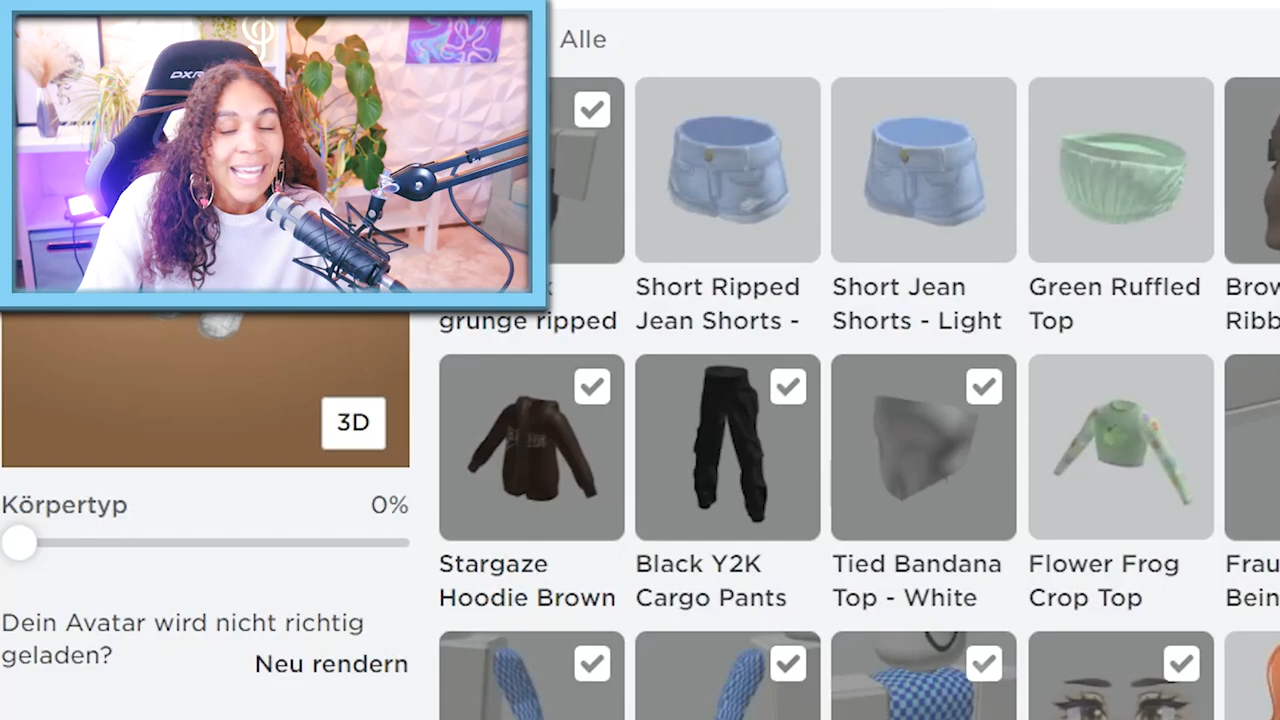 Alle
grunge ripped
Short Ripped
Jean Shorts -
Short Jean
Shorts - Light
Green Ruffled
Top
3D
Körpertyp
0%
Dein Avatar wird nicht richtig
geladen?
Neu rendern
Stargaze
Hoodie Brown
Black Y2K
Cargo Pants
Tied Bandana
Top - White
Flower Frog
Crop Top